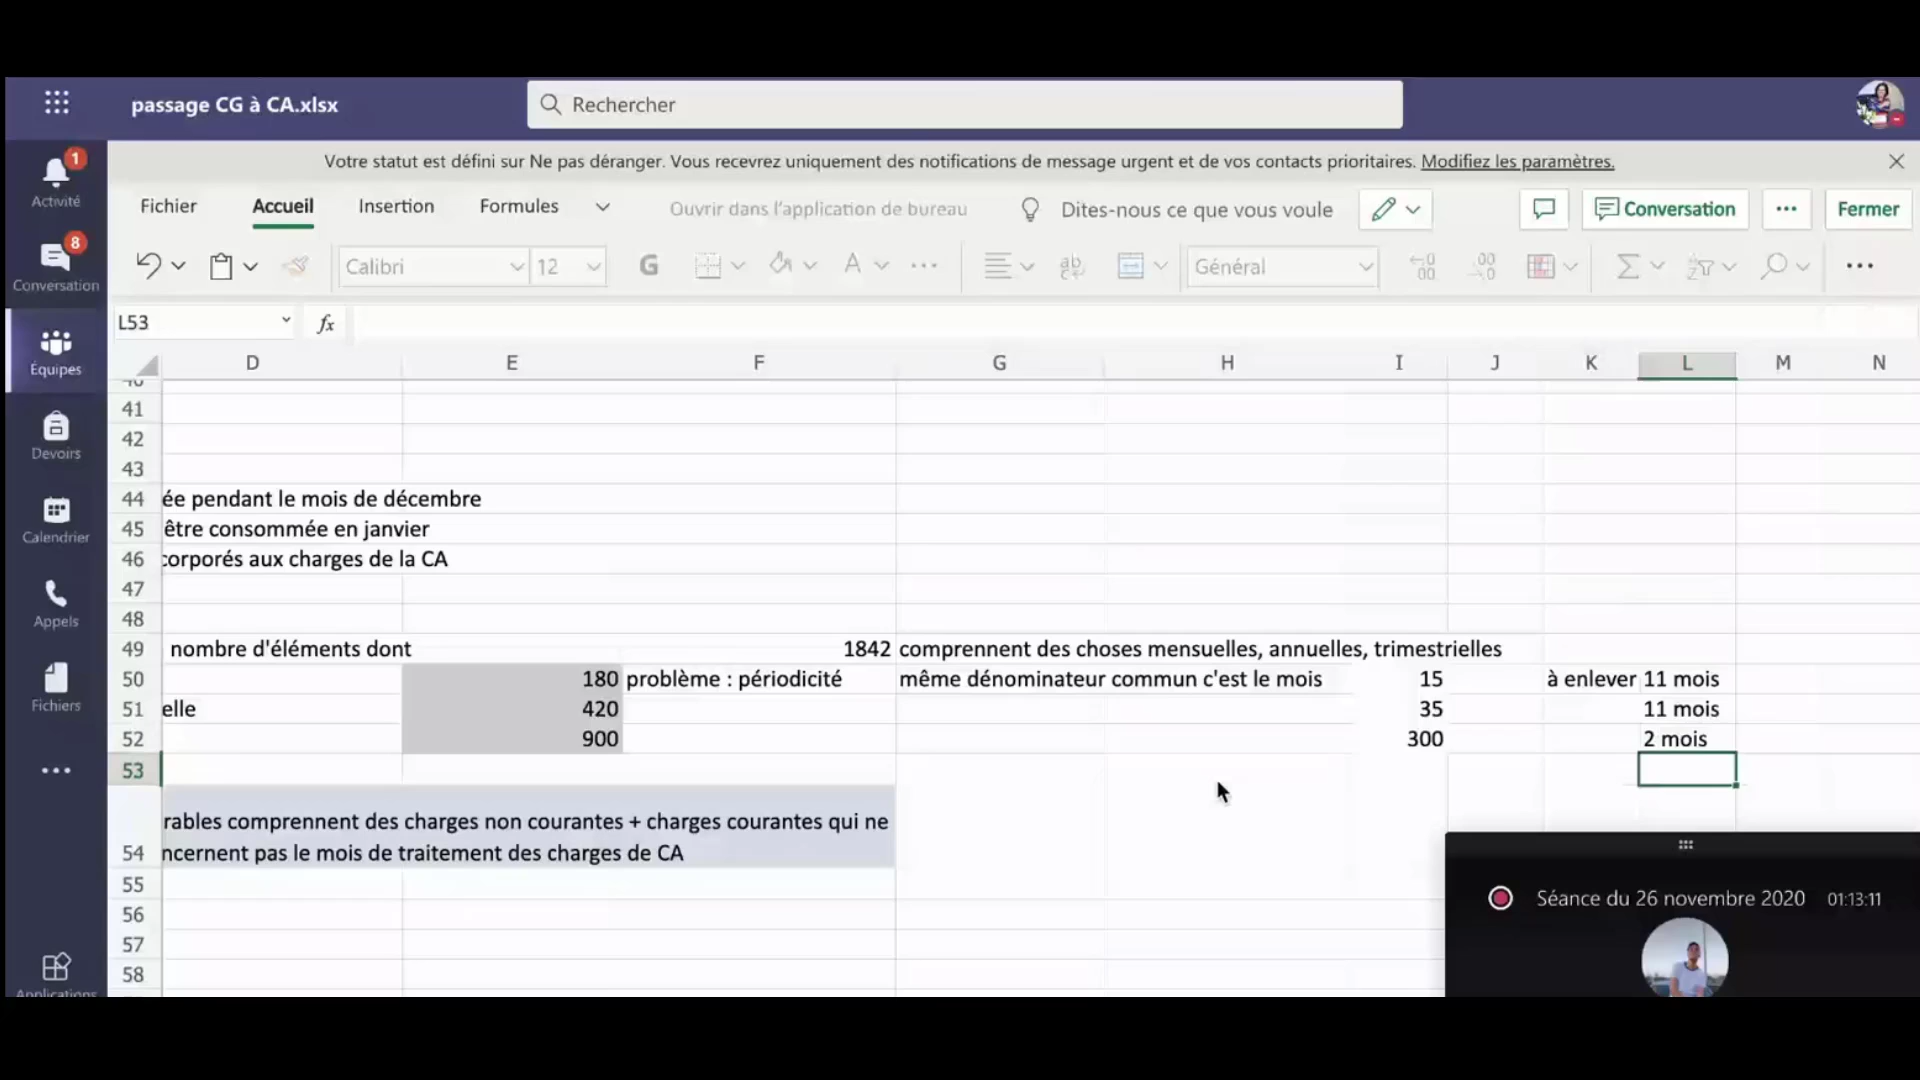 passage CG à CA.xlsx
Rechercher
Votre statut est défini sur Ne pas déranger. Vous recevrez uniquement des notifications de message urgent et de vos contacts prioritaires. Modifiez les paramètres.
1
Activité
8
Conversation
Équipes
Devoirs
Calendrier
Appels
Fichiers
Applications
Fichier Accueil Insertion Formules Ouvrir dans l'application de bureau Dites-nous ce que vous voule Conversation Fermer
Calibri 12 G A ab Général
L53 fx
D E F G H I J K L M N
41
42
43
44 ée pendant le mois de décembre
45 être consommée en janvier
46 corporés aux charges de la CA
47
48
49 nombre d'éléments dont 1842 comprennent des choses mensuelles, annuelles, trimestrielles
50 180 problème : périodicité même dénominateur commun c'est le mois 15 à enlever 11 mois
51 elle 420 35 11 mois
52 900 300 2 mois
53
rables comprennent des charges non courantes + charges courantes qui ne
54 ncernent pas le mois de traitement des charges de CA
55
56
57
58
Séance du 26 novembre 2020 01:13:11